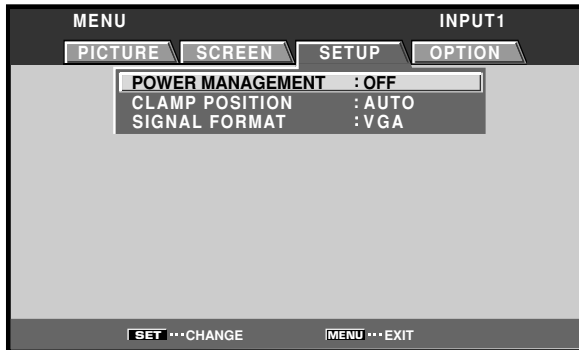 MENU INPUT1
PICTURE SCREEN SETUP OPTION
POWER MANAGEMENT :OFF
CLAMP POSITION :AUTO
SIGNAL FORMAT :VGA
SET ···CHANGE MENU ···EXIT